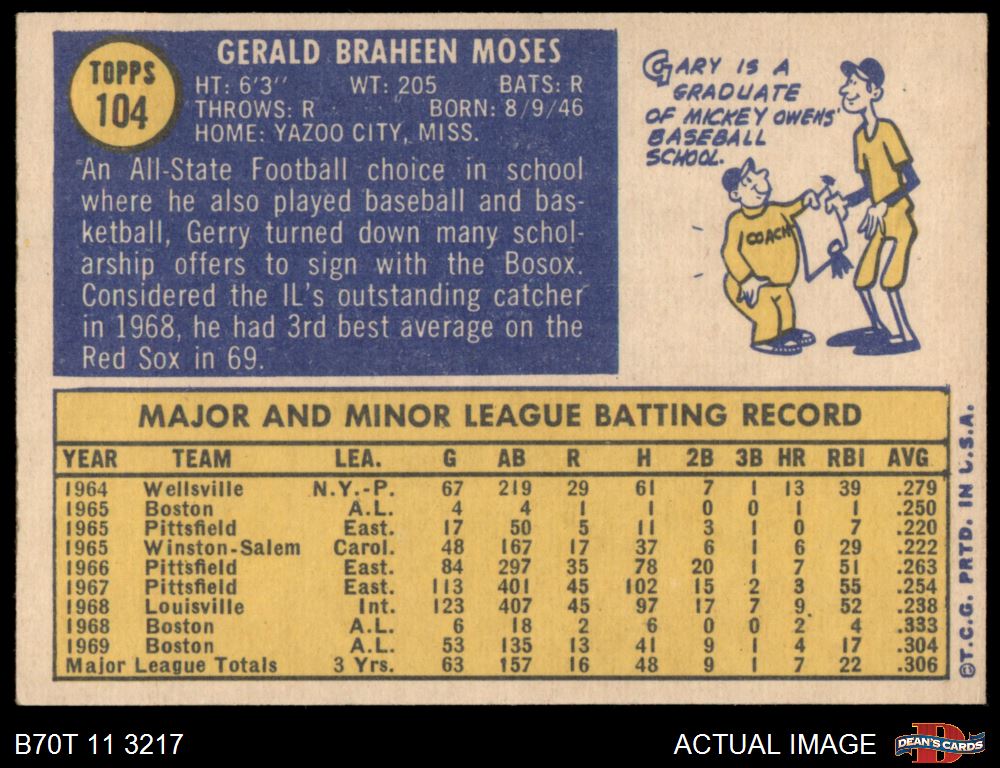 TOPPS
104
GERALD BRAHEEN MOSES
HT: 6'3" WT: 205 BATS: R
THROWS: R BORN: 8/9/46
HOME: YAZOO CITY, MISS.
An All-State Football choice in school
where he also played baseball and bas-
ketball, Gerry turned down many schol-
arship offers to sign with the Bosox.
Considered the IL's outstanding catcher
in 1968, he had 3rd best average on the
Red Sox in 69.
GARY IS A
GRADUATE
OF MICKEY OWENS'
BASEBALL
SCHOOL.
COACH
MAJOR AND MINOR LEAGUE BATTING RECORD
YEAR TEAM LEA. G AB R H 2B 3B HR RBI AVG
1964 Wellsville N.Y.-P. 67 219 29 61 7 1 13 39 .279
1965 Boston A.L. 4 4 1 1 0 0 1 1 .250
1965 Pittsfield East. 17 50 5 11 3 1 0 7 .220
1965 Winston-Salem Carol. 48 167 17 37 6 1 6 29 .222
1966 Pittsfield East. 84 297 35 78 20 1 7 51 .263
1967 Pittsfield East. 113 401 45 102 15 2 3 55 .254
1968 Louisville Int. 123 407 45 97 17 7 9 52 .238
1968 Boston A.L. 6 18 2 6 0 0 2 4 .333
1969 Boston A.L. 53 135 13 41 9 1 4 17 .304
Major League Totals 3 Yrs. 63 157 16 48 9 1 7 22 .306
©T.C.G. PRTD. IN U.S.A.
B70T 11 3217
ACTUAL IMAGE
D
DEAN'S CARDS